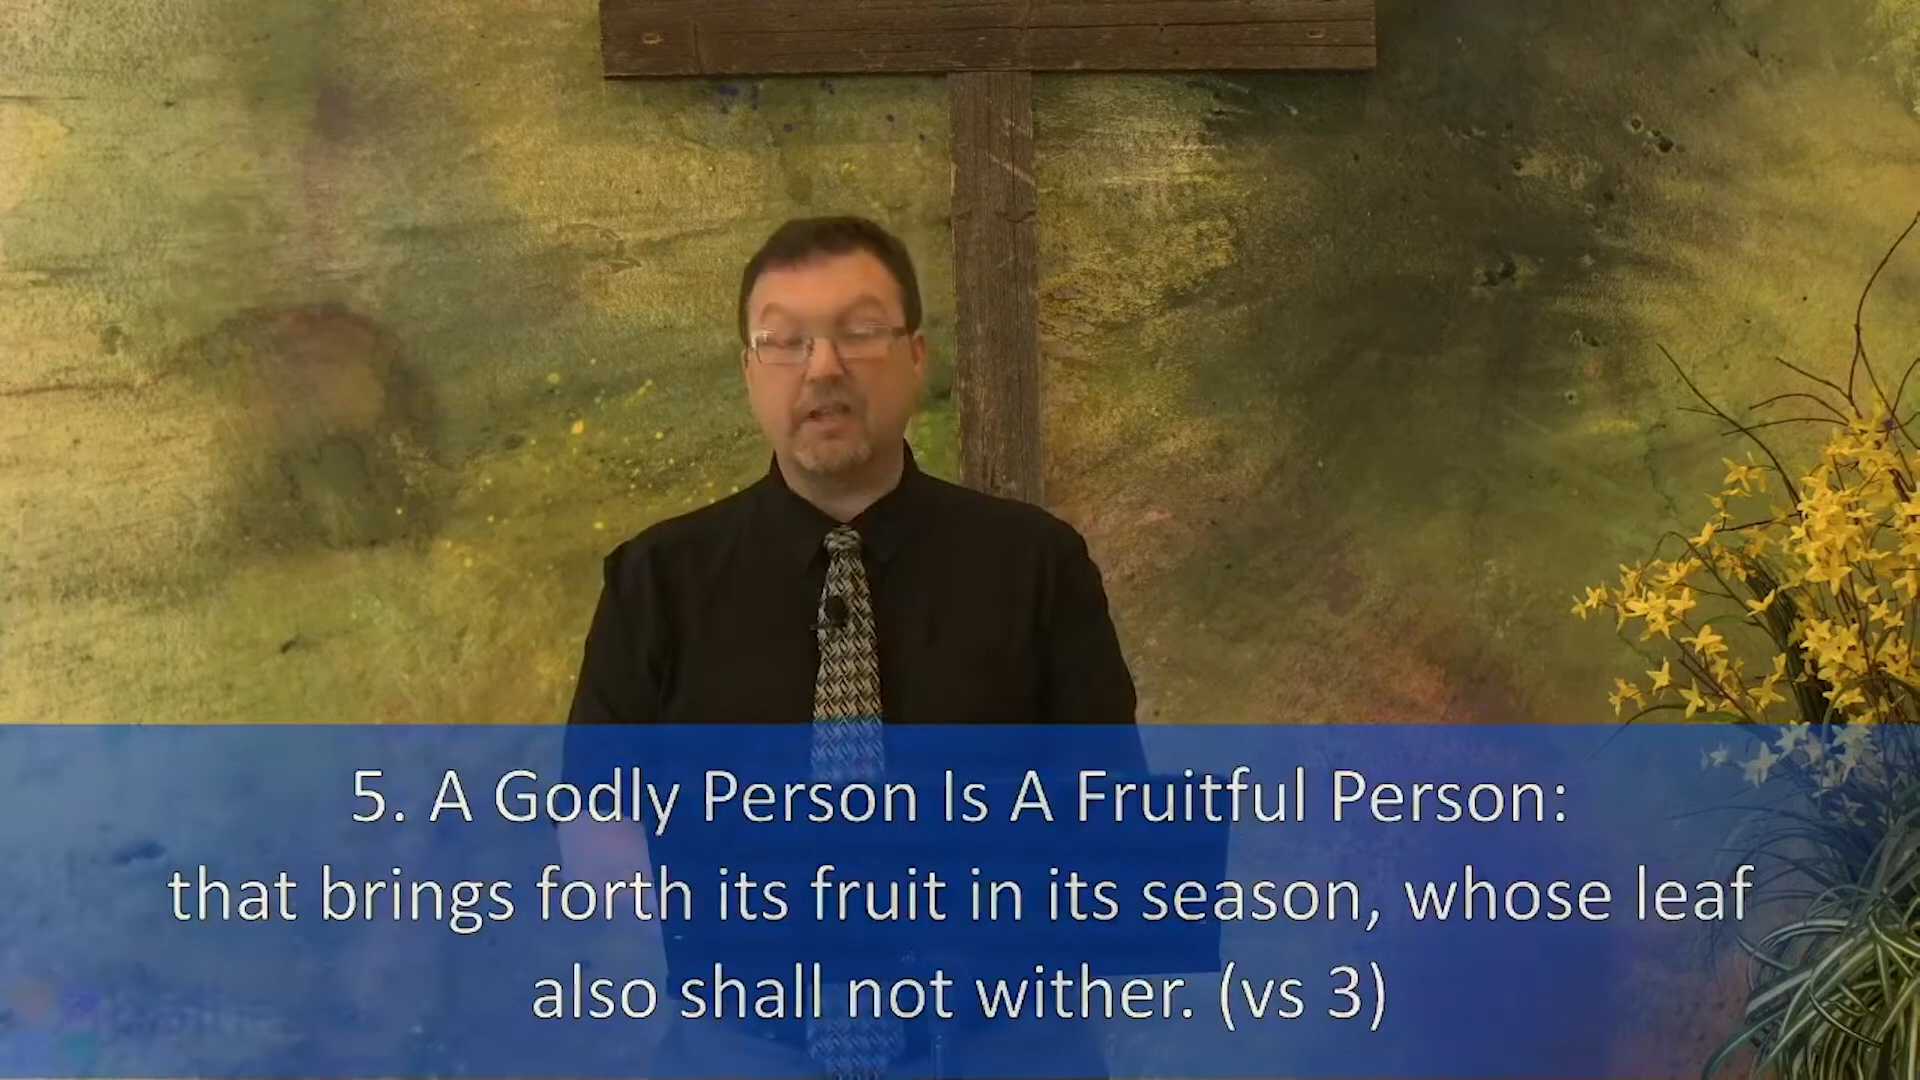 5. A Godly Person Is A Fruitful Person:
that brings forth its fruit in its season, whose leaf
also shall not wither. (vs 3)